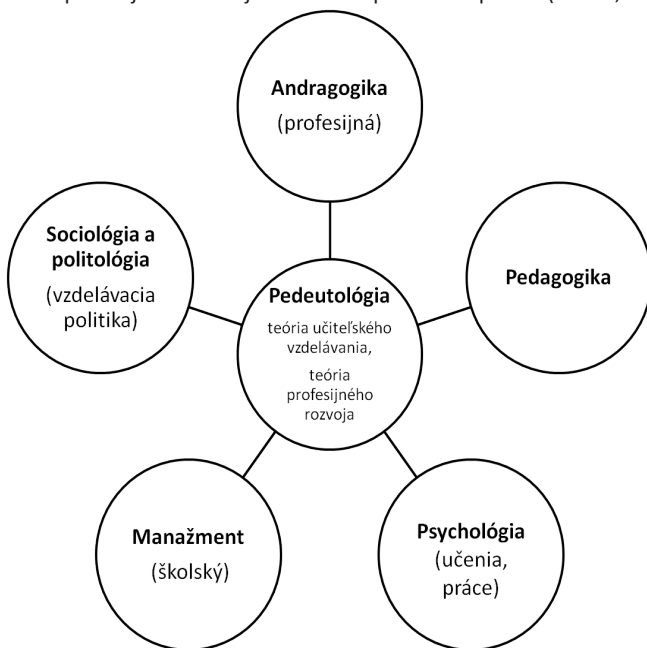 Andragogika
(profesijná)
Sociológia a
politológia
(vzdelávacia
politika)
Pedagogika
Pedeutológia
teória učiteľského
vzdelávania,
teória
profesijného
rozvoja
Manažment
(školský)
Psychológia
(učenia,
práce)